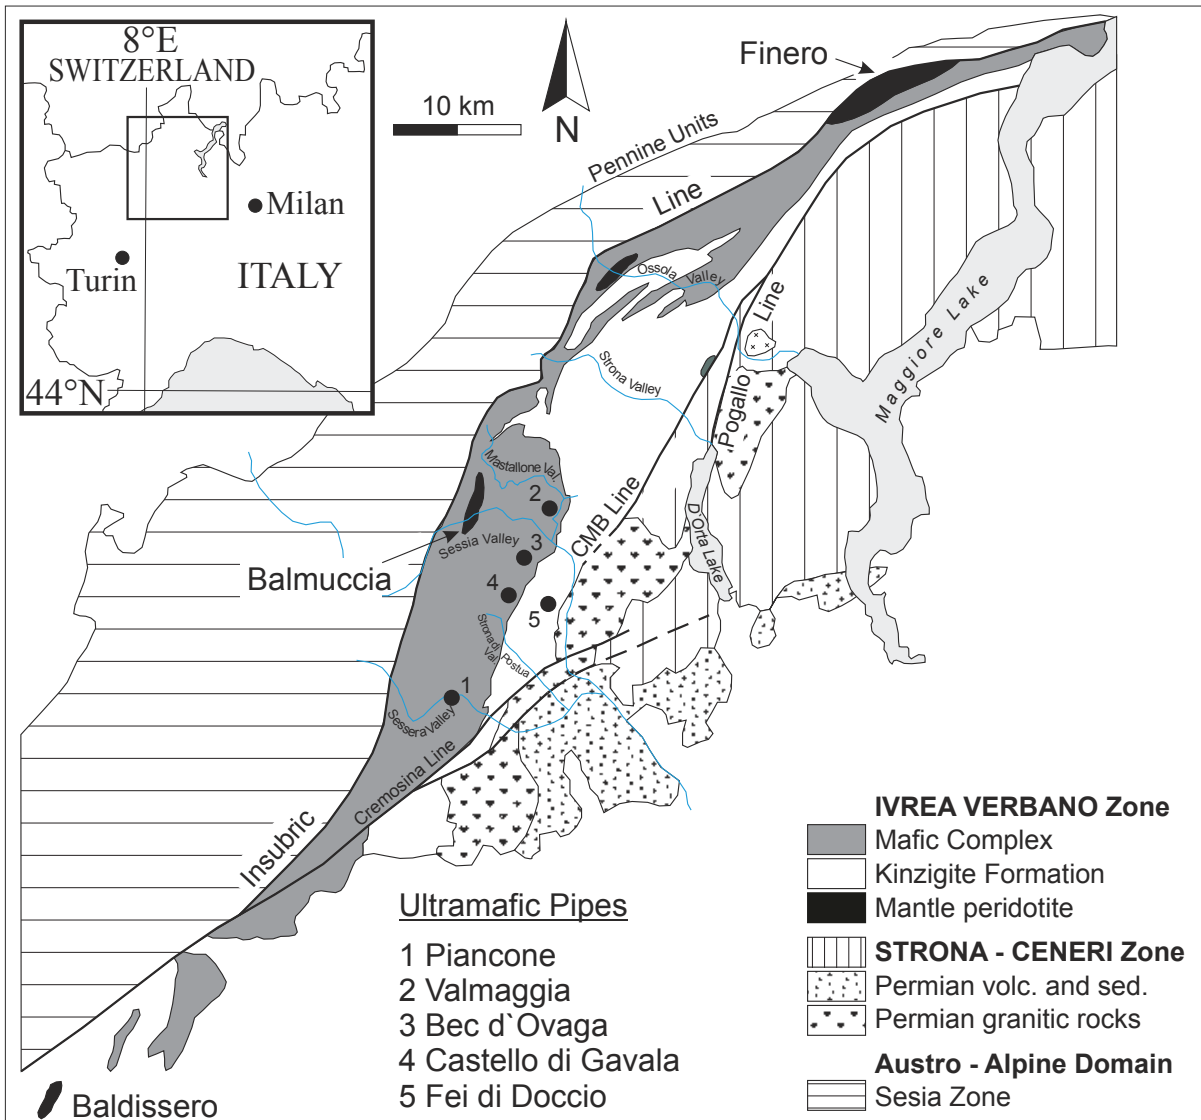 8°E
SWITZERLAND
Milan
Turin
ITALY
44°N
10 km
N
Finero
Pennine Units
Line
Ossola Valley
Strona Valley
Line
Pogallo
Maggiore Lake
Mastallone Val.
2
CMB Line
D`Orta Lake
Sessia Valley
3
Balmuccia
4
5
Strona di
Val.
Postua
1
Sessera Valley
Cremosina Line
Insubric
Ultramafic Pipes
1 Piancone
2 Valmaggia
3 Bec d`Ovaga
4 Castello di Gavala
5 Fei di Doccio
Baldissero
IVREA VERBANO Zone
Mafic Complex
Kinzigite Formation
Mantle peridotite
STRONA - CENERI Zone
Permian volc. and sed.
Permian granitic rocks
Austro - Alpine Domain
Sesia Zone